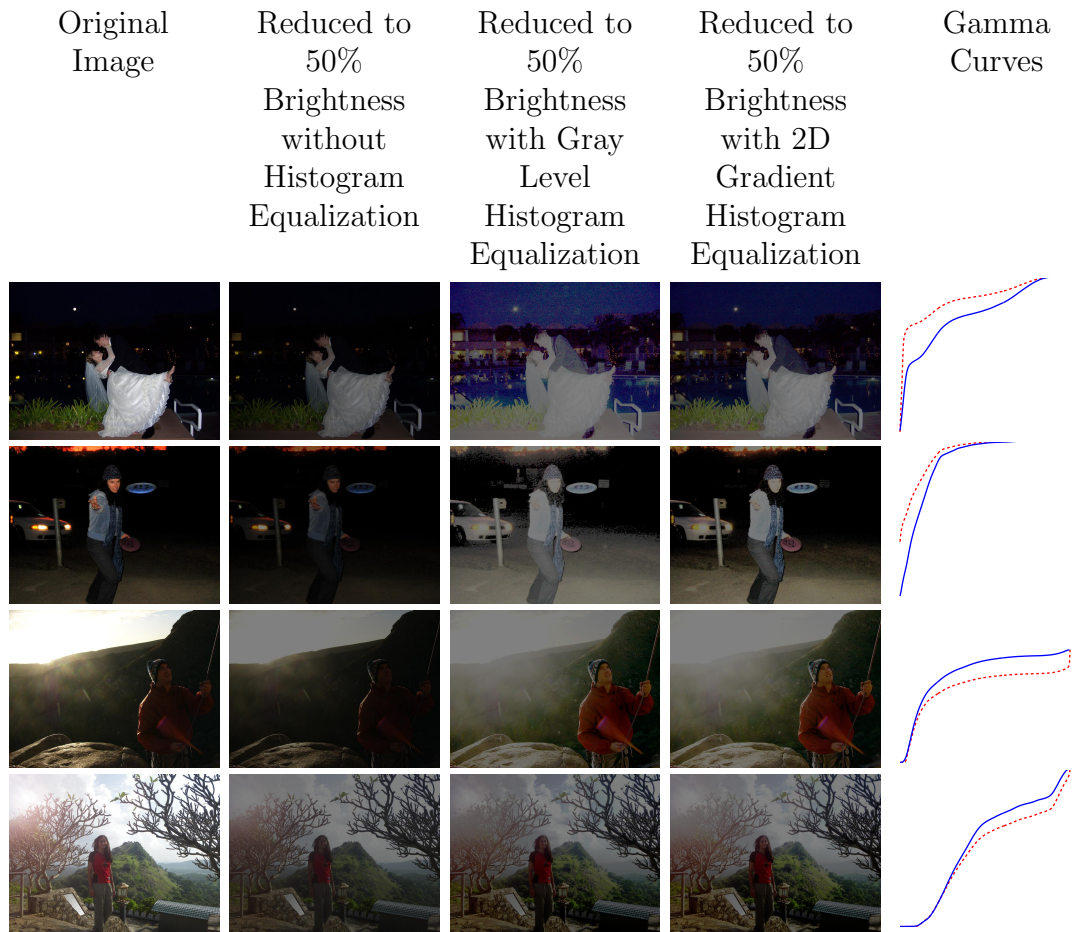 Original
Image
Reduced to
50%
Brightness
without
Histogram
Equalization
Reduced to
50%
Brightness
with Gray
Level
Histogram
Equalization
Reduced to
50%
Brightness
with 2D
Gradient
Histogram
Equalization
Gamma
Curves